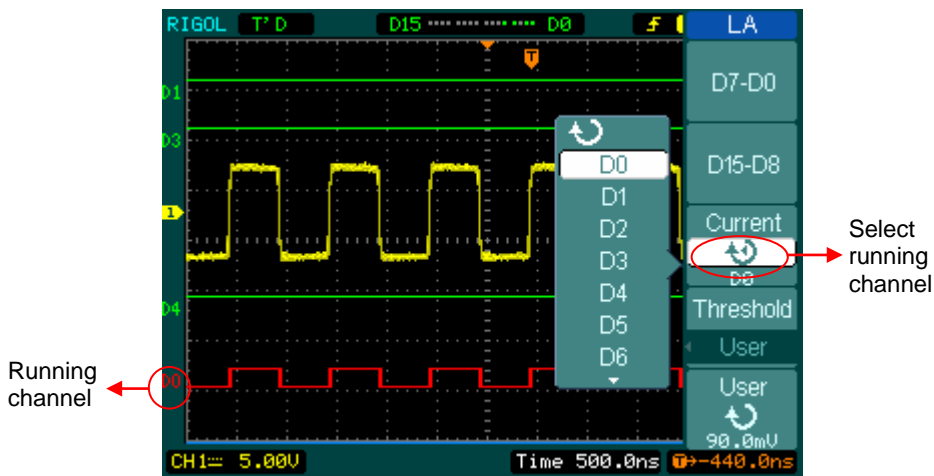 RIGOL T'D D15 D0 LA
D1
D3
1
D4
D0
T
D0
D1
D2
D3
D4
D5
D6
D7-D0
D15-D8
Current
D0
Threshold
User
User
90.0mV
CH1 5.00V Time 500.0ns T→-440.0ns
Select
running
channel
Running
channel